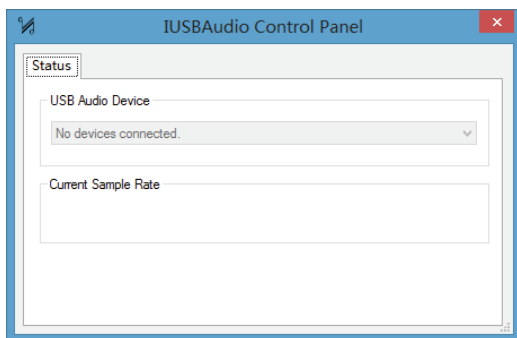 IUSBAudio Control Panel
Status
USB Audio Device
No devices connected.
Current Sample Rate